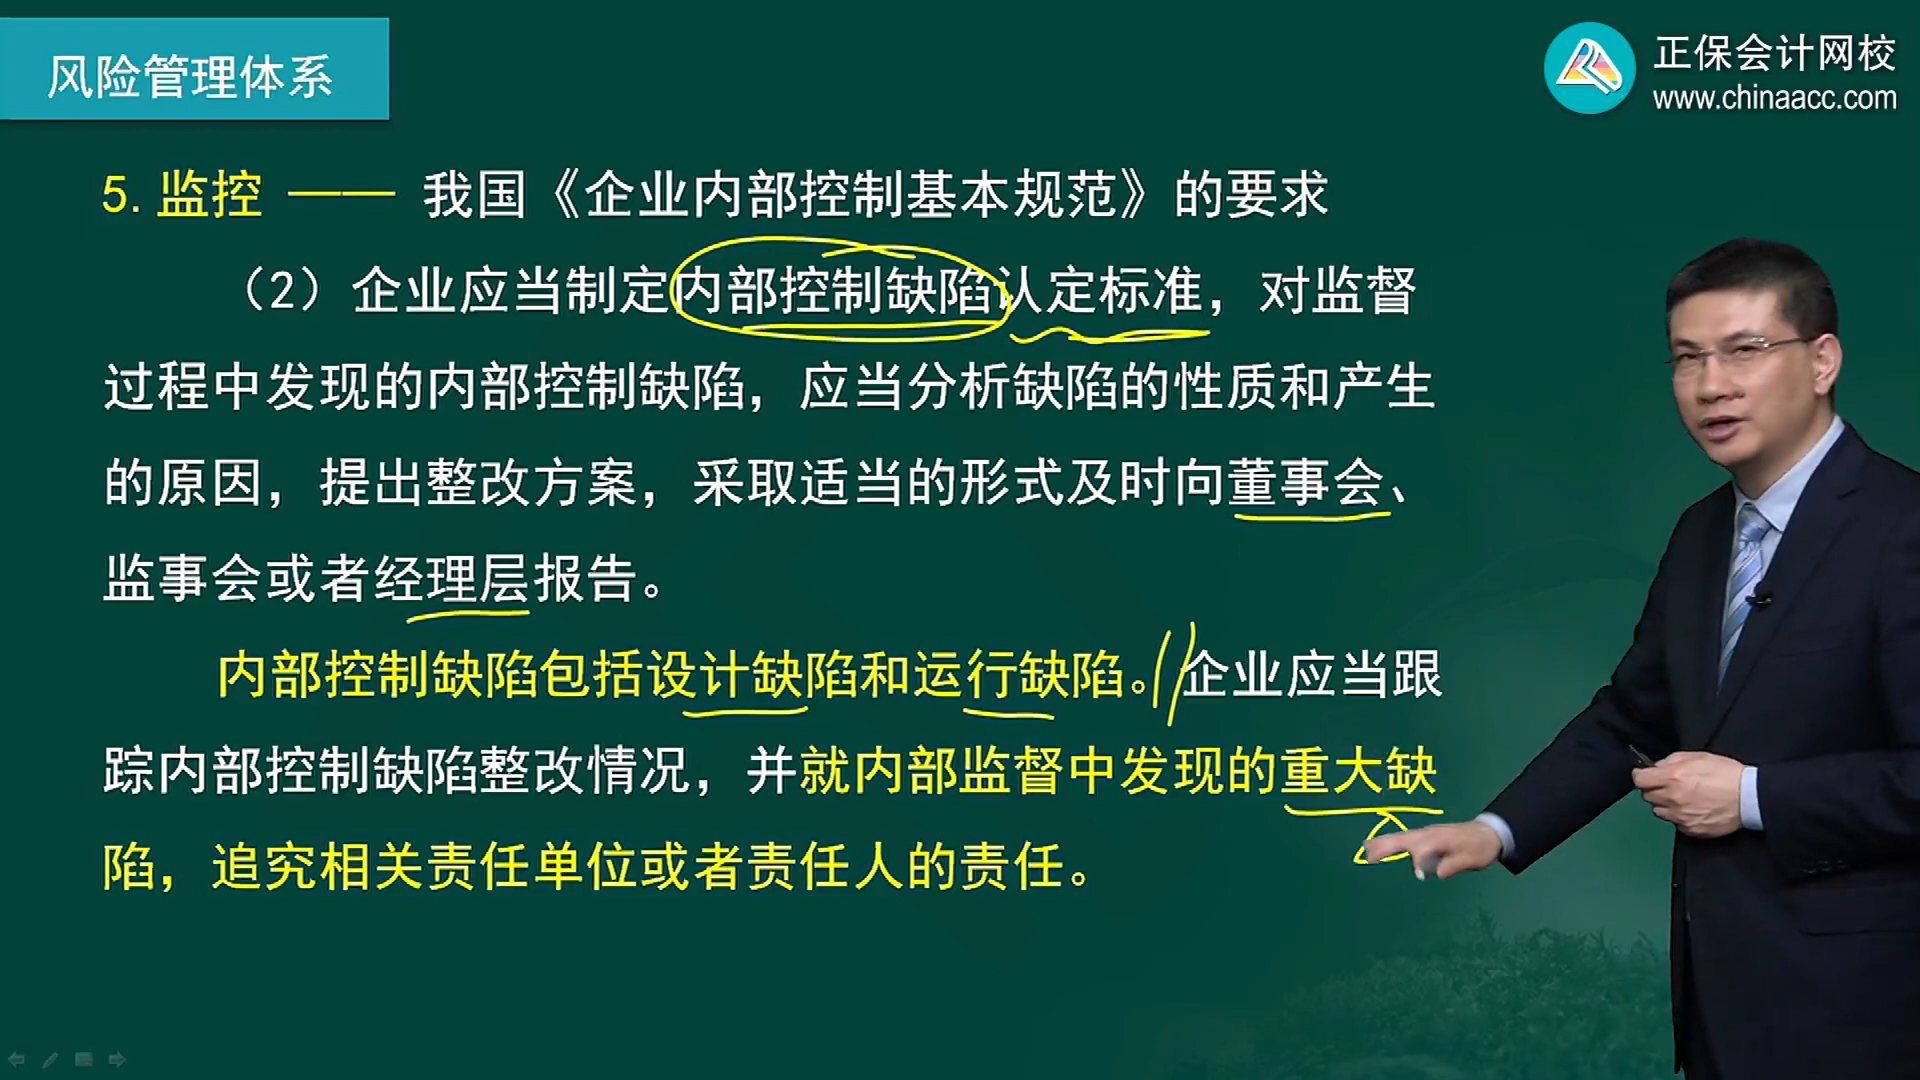 风险管理体系
正保会计网校
www.chinaacc.com
5. 监控 —— 我国《企业内部控制基本规范》的要求
（2）企业应当制定内部控制缺陷认定标准，对监督
过程中发现的内部控制缺陷，应当分析缺陷的性质和产生
的原因，提出整改方案，采取适当的形式及时向董事会、
监事会或者经理层报告。
内部控制缺陷包括设计缺陷和运行缺陷。企业应当跟
踪内部控制缺陷整改情况，并就内部监督中发现的重大缺
陷，追究相关责任单位或者责任人的责任。